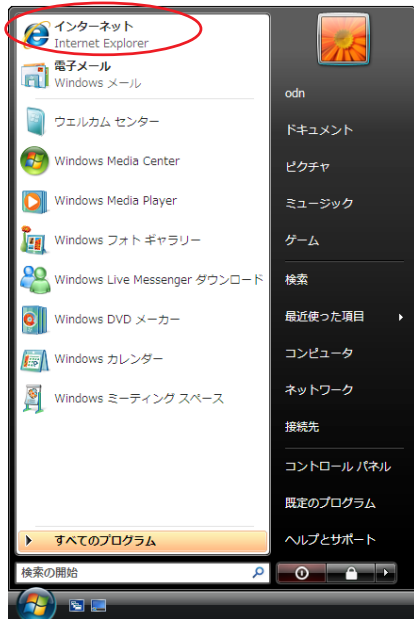 インターネット
Internet Explorer
電子メール
Windows メール
ウェルカム センター
Windows Media Center
Windows Media Player
Windows フォト ギャラリー
Windows Live Messenger ダウンロード
Windows DVD メーカー
Windows カレンダー
Windows ミーティング スペース
すべてのプログラム
検索の開始
odn
ドキュメント
ピクチャ
ミュージック
ゲーム
検索
最近使った項目
コンピュータ
ネットワーク
接続先
コントロール パネル
既定のプログラム
ヘルプとサポート